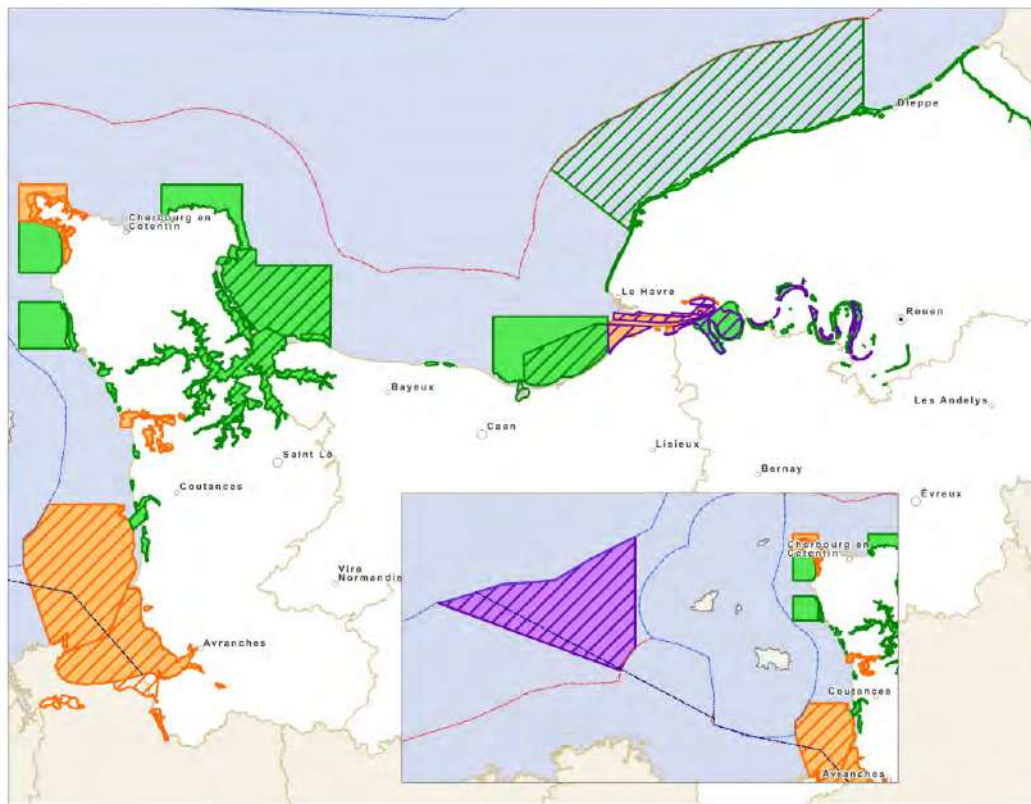 Dieppe
Cherbourg en
Cotentin
Le Havre
Rouen
Bayeux
Les Andelys
Caen
Lisieux
Saint Lô
Bernay
Coutances
Évreux
Cherbourg en
Cotentin
Vire
Normandie
Avranches
Coutances
Avranches